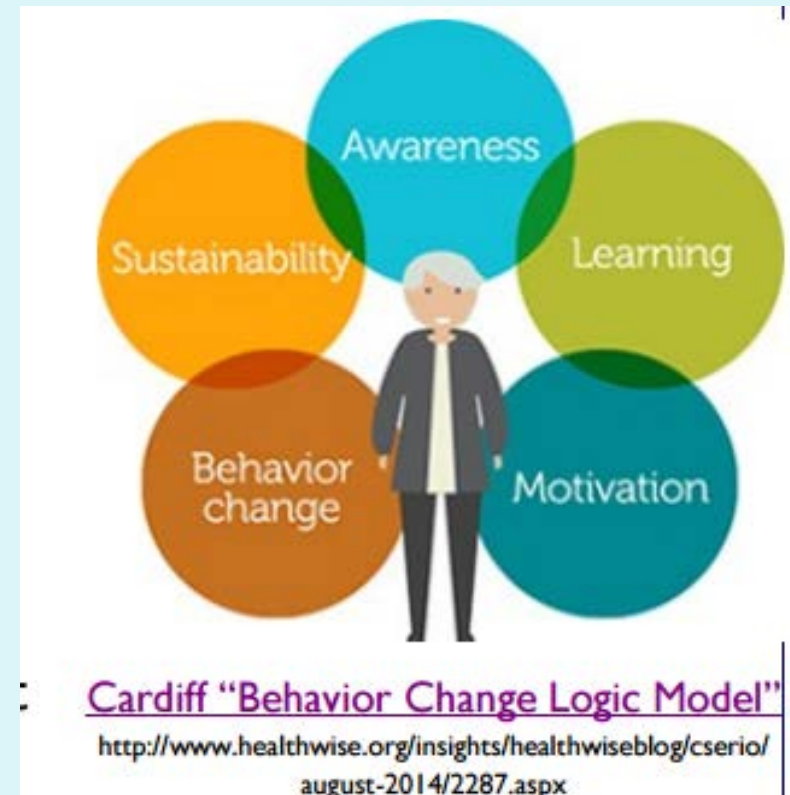 Awareness
Sustainability
Learning
Behavior
change
Motivation
Cardiff “Behavior Change Logic Model”
http://www.healthwise.org/insights/healthwiseblog/cserio/
august-2014/2287.aspx